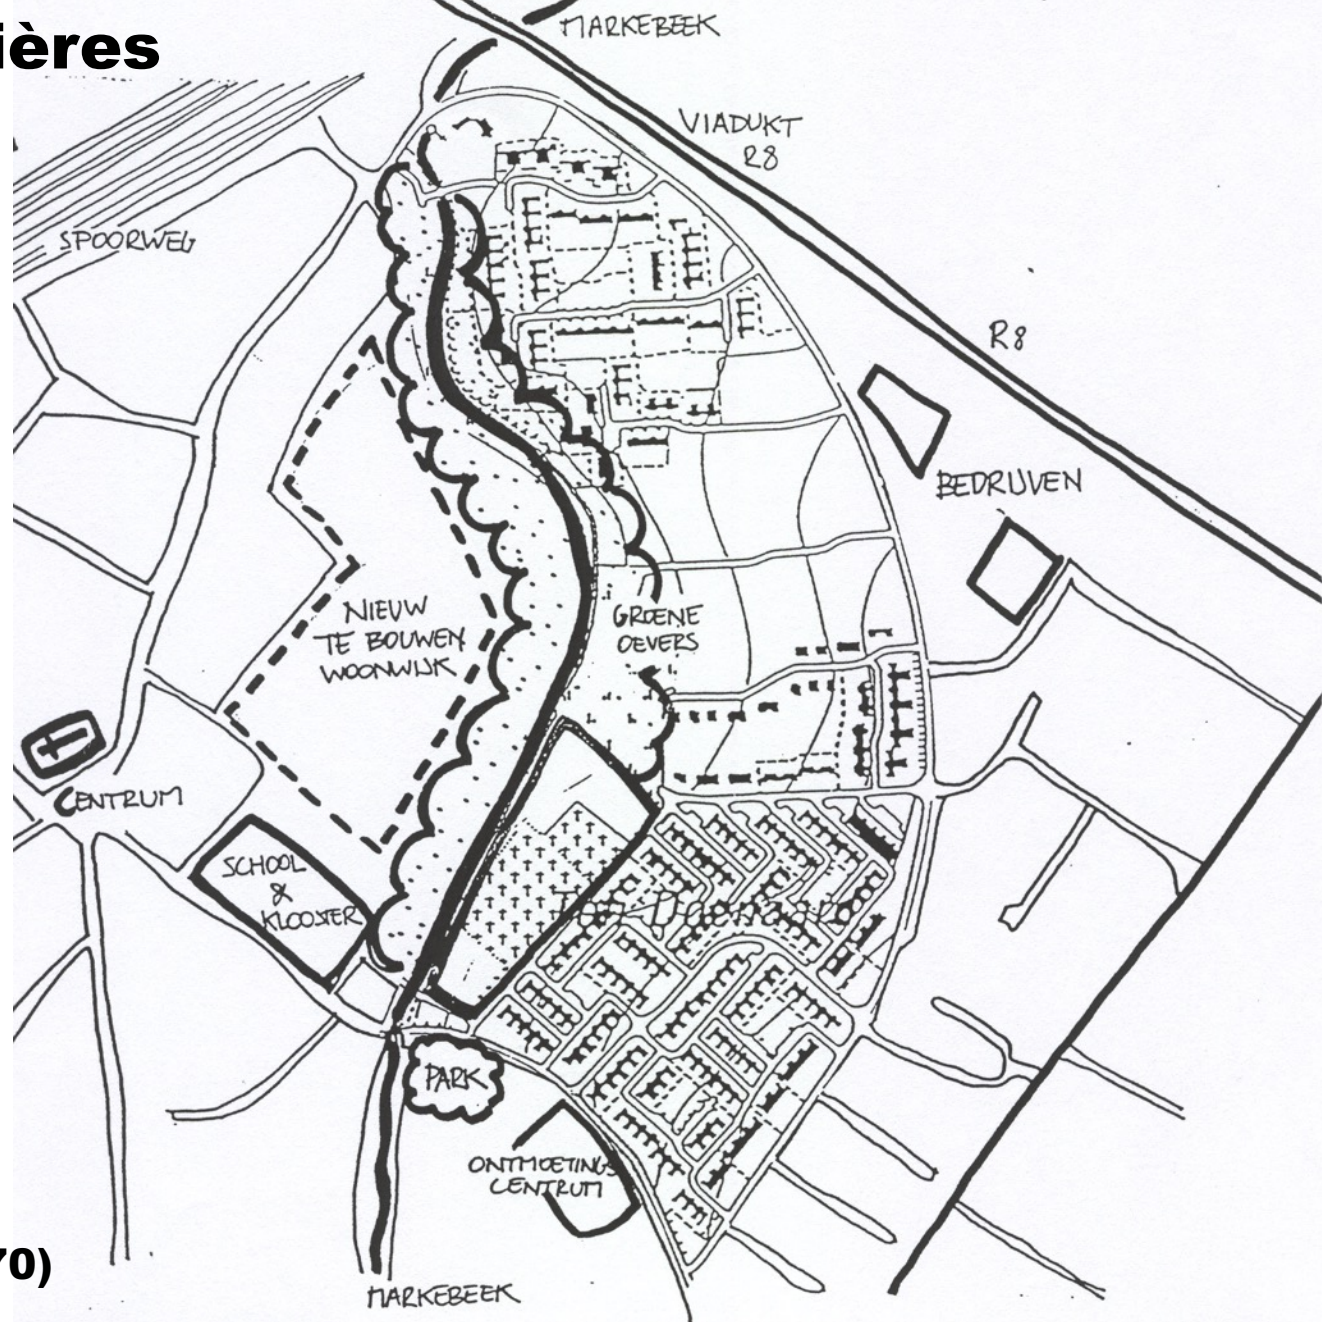 ières
MARKEBEEK
VIADUKT
R8
SPOORWEG
R8
BEDRIJVEN
NIEUW
TE BOUWEN
WOONWIJK
GROENE
OEVERS
CENTRUM
SCHOOL
&
KLOOSTER
PARK
ONTMOETINGS
CENTRUM
70)
MARKEBEEK